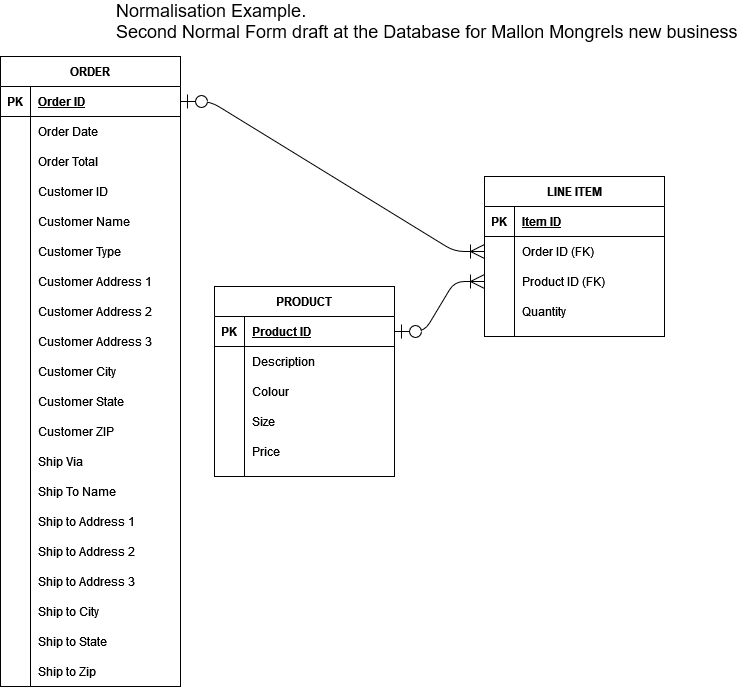 Normalisation Example.
Second Normal Form draft at the Database for Mallon Mongrels new business
ORDER
PK Order ID
Order Date
Order Total
Customer ID
Customer Name
Customer Type
Customer Address 1
Customer Address 2
Customer Address 3
Customer City
Customer State
Customer ZIP
Ship Via
Ship To Name
Ship to Address 1
Ship to Address 2
Ship to Address 3
Ship to City
Ship to State
Ship to Zip
PRODUCT
PK Product ID
Description
Colour
Size
Price
LINE ITEM
PK Item ID
Order ID (FK)
Product ID (FK)
Quantity